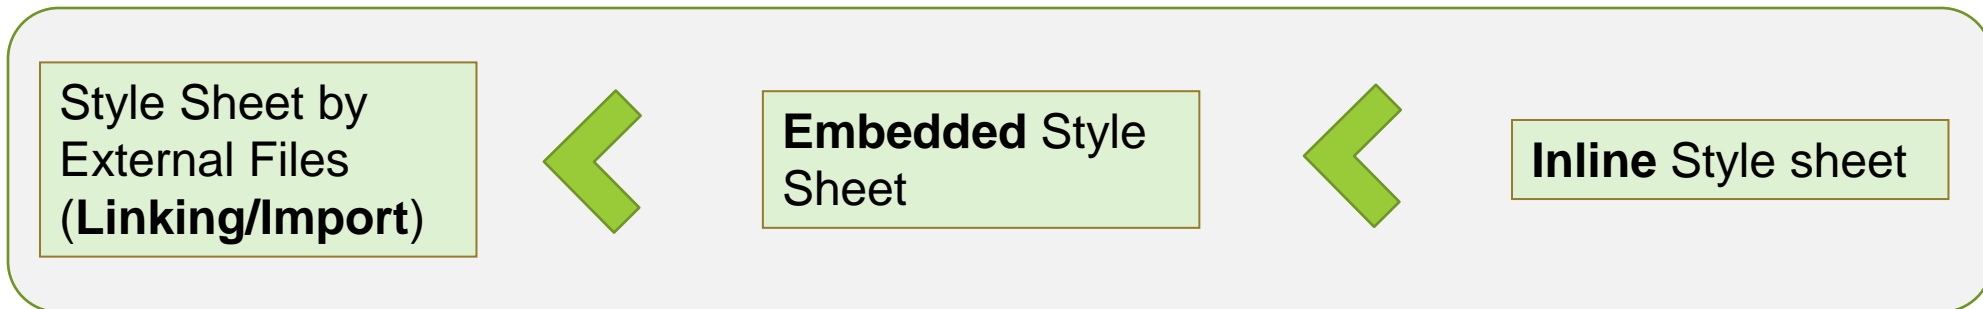 Style Sheet by
External Files
(Linking/Import)
Embedded Style
Sheet
Inline Style sheet